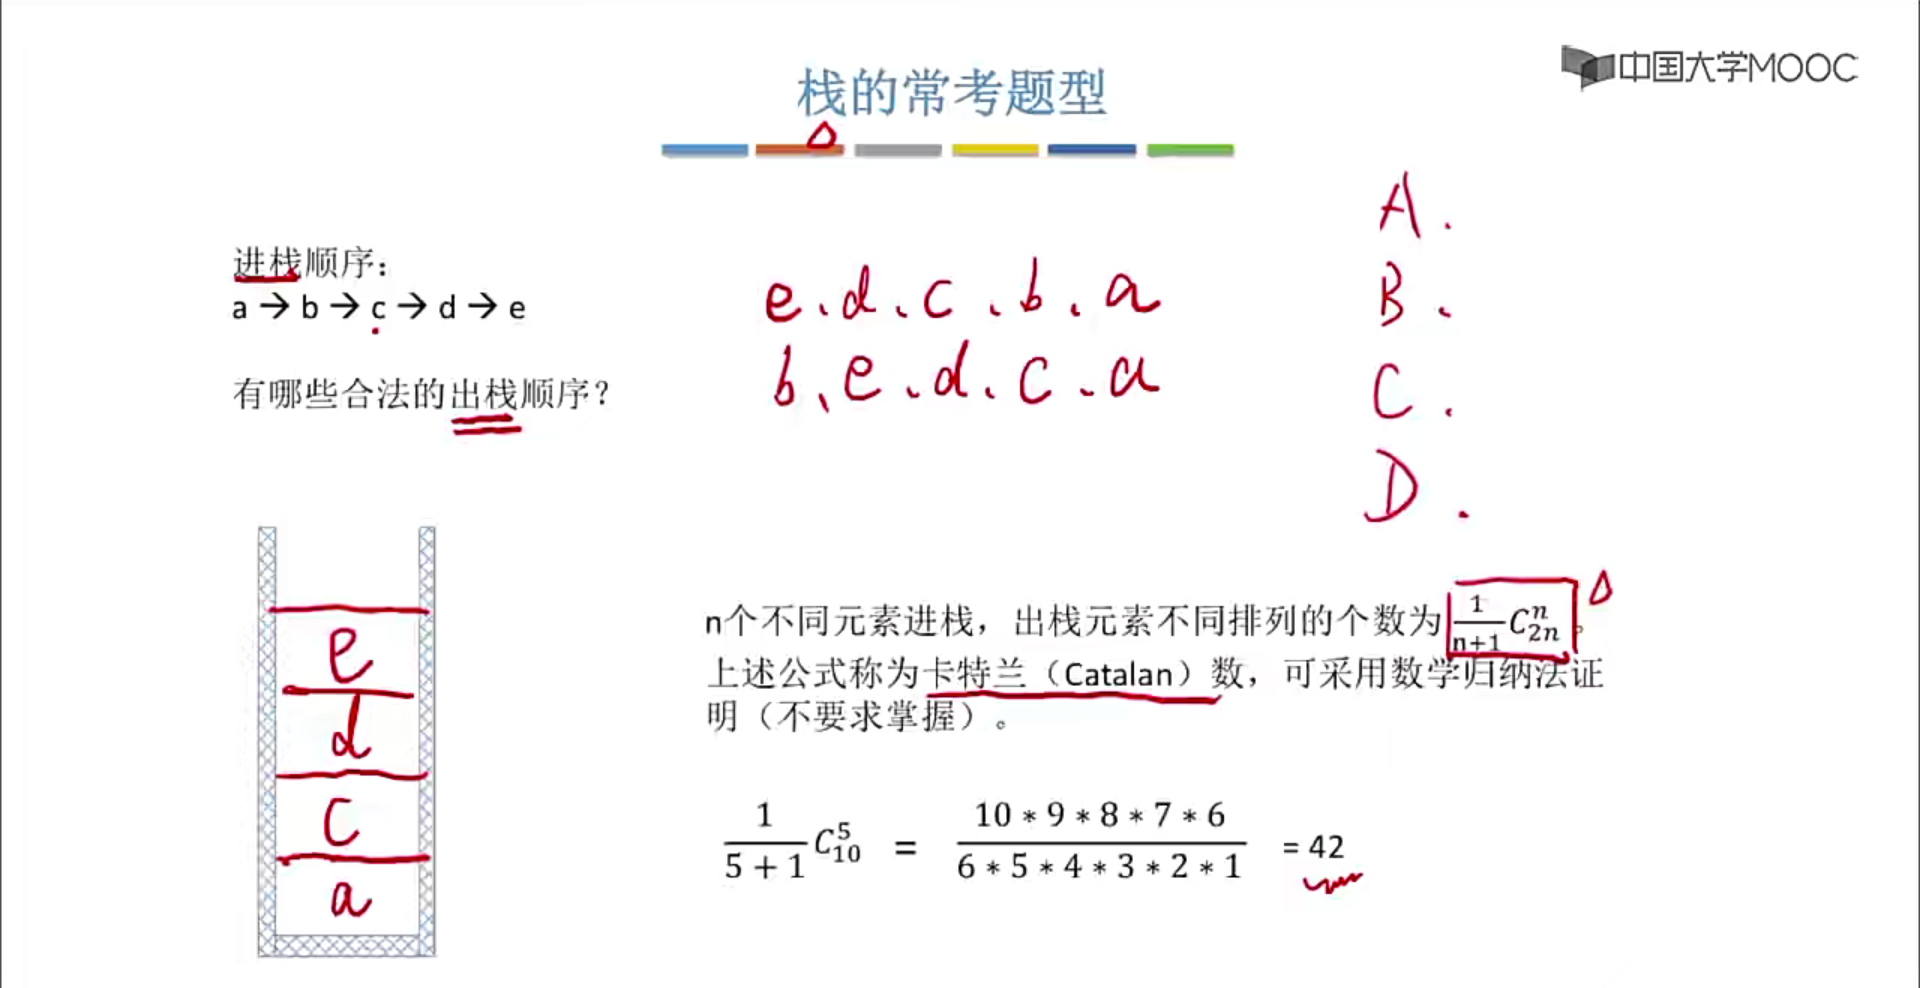 中国大学MOOC
栈的常考题型
进栈顺序：
a → b → c → d → e
有哪些合法的出栈顺序？
e、d、c、b、a
b、e、d、c、a
A.
B.
C.
D.
e
d
c
a
n个不同元素进栈，出栈元素不同排列的个数为 \frac{1}{n+1}C_{2n}^{n}。
上述公式称为卡特兰（Catalan）数，可采用数学归纳法证
明（不要求掌握）。
\frac{1}{5+1}C_{10}^{5} = \frac{10*9*8*7*6}{6*5*4*3*2*1} = 42